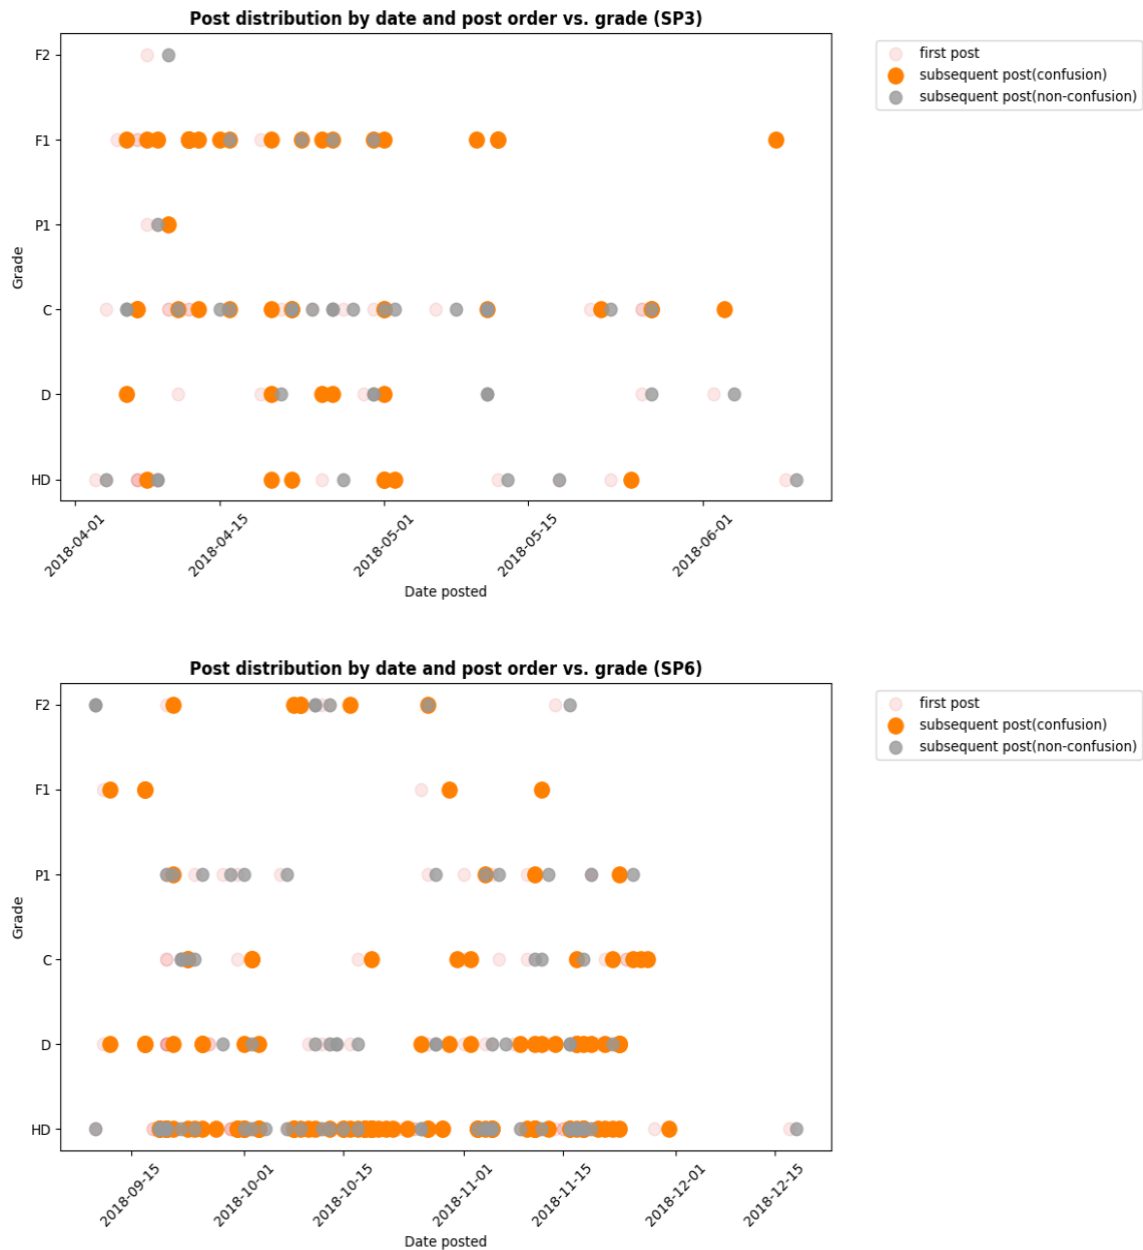 Post distribution by date and post order vs. grade (SP3)
first post
subsequent post(confusion)
subsequent post(non-confusion)
F2
F1
P1
C
D
HD
Grade
2018-04-01
2018-04-15
2018-05-01
2018-05-15
2018-06-01
Date posted
Post distribution by date and post order vs. grade (SP6)
first post
subsequent post(confusion)
subsequent post(non-confusion)
F2
F1
P1
C
D
HD
Grade
2018-09-15
2018-10-01
2018-10-15
2018-11-01
2018-11-15
2018-12-01
2018-12-15
Date posted